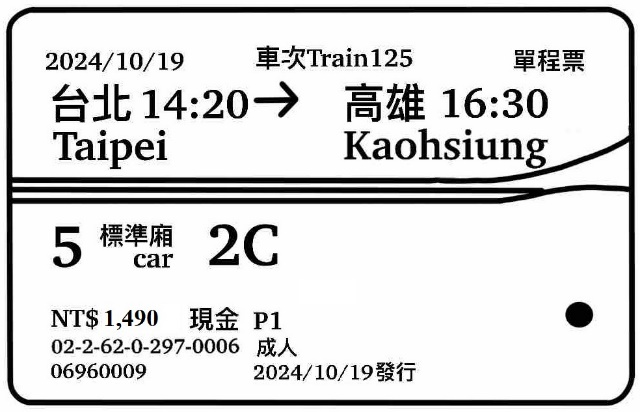 2024/10/19 車次Train125 單程票
台北 14:20→ 高雄 16:30
Taipei Kaohsiung
5 標準廂 2C
car
NT$ 1,490 現金 P1
02-2-62-0-297-0006 成人
06960009 2024/10/19發行